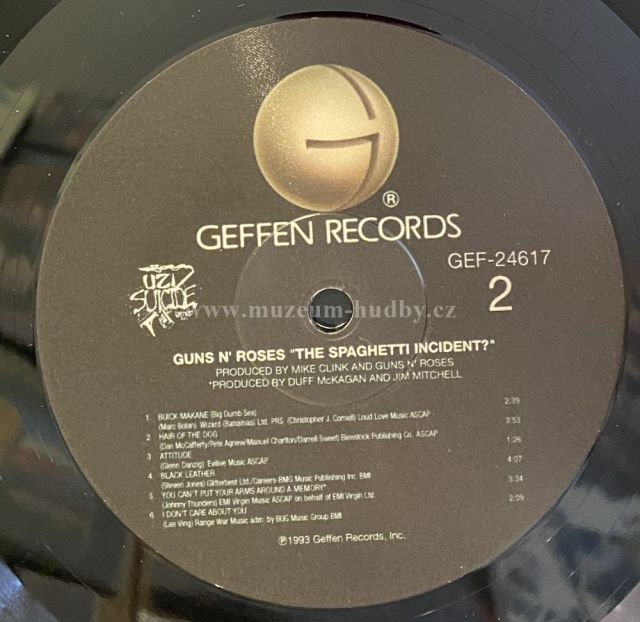 ®
GEFFEN RECORDS
GEF-24617
2
UZI
SUICIDE
www.muzeum-hudby.cz
GUNS N' ROSES "THE SPAGHETTI INCIDENT?"
PRODUCED BY MIKE CLINK AND GUNS N' ROSES
*PRODUCED BY DUFF McKAGAN AND JIM MITCHELL
1. BUICK MAKANE (Big Dumb Sex) 2:39
(Marc Bolan) Wizard (Bahamas) Ltd. PRS (Christopher J. Cornell) Loud Love Music ASCAP
2. HAIR OF THE DOG 3:53
(Dan McCafferty/Pete Agnew/Manuel Charlton/Darrell Sweet) Bienstock Publishing Co. ASCAP
3. ATTITUDE 1:26
(Glenn Danzig) Evilive Music ASCAP
4. BLACK LEATHER 4:07
(Steven Jones) Glitterbest Ltd./Careers-BMG Music Publishing Inc. BMI
5. YOU CAN'T PUT YOUR ARMS AROUND A MEMORY* 3:34
(Johnny Thunders) EMI Virgin Music ASCAP on behalf of EMI Virgin Ltd.
6. I DON'T CARE ABOUT YOU 2:09
(Lee Ving) Range War Music adm. by BUG Music Group BMI
℗1993 Geffen Records, Inc.